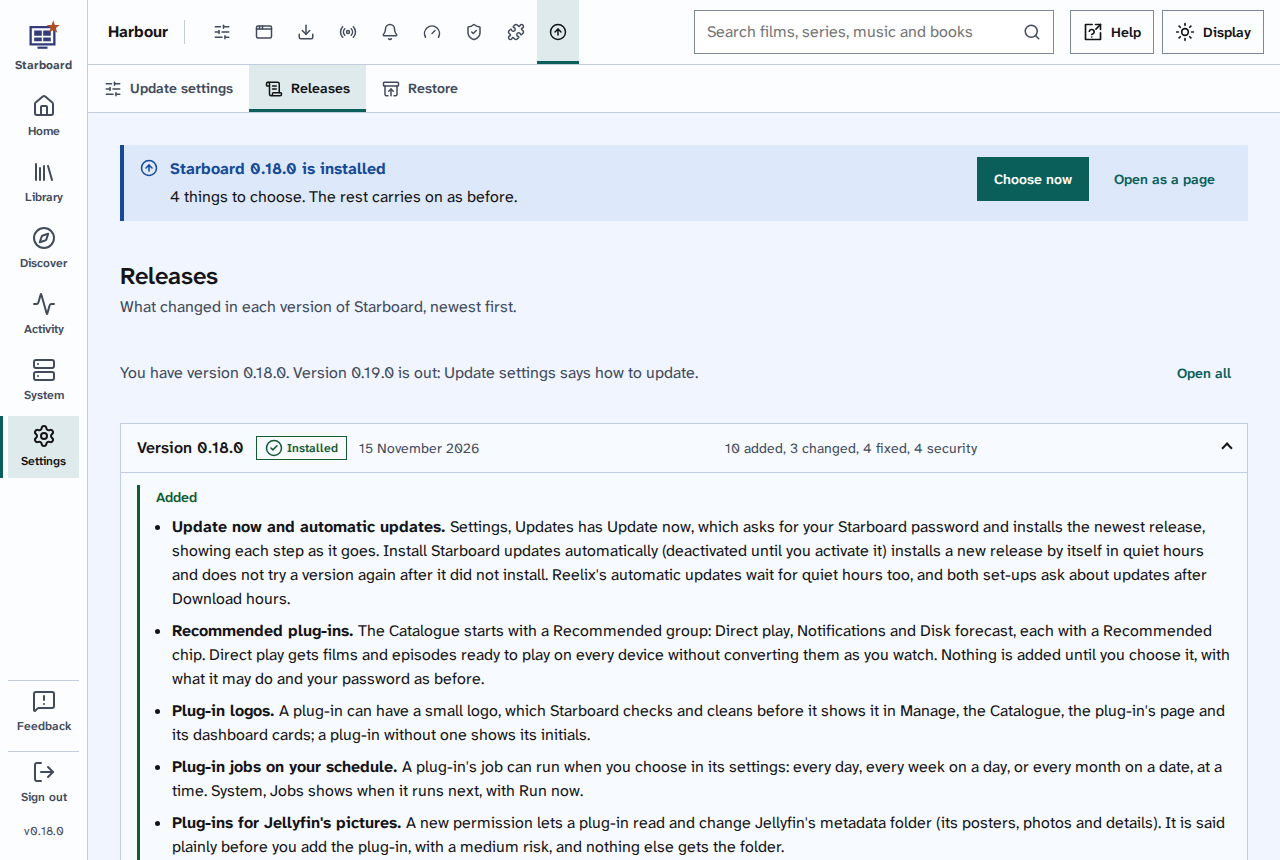 Starboard
Home
Library
Discover
Activity
System
Settings
Feedback
Sign out
v0.18.0
Harbour
Search films, series, music and books
Help
Display
Update settings
Releases
Restore
Starboard 0.18.0 is installed
4 things to choose. The rest carries on as before.
Choose now
Open as a page
Releases
What changed in each version of Starboard, newest first.
You have version 0.18.0. Version 0.19.0 is out: Update settings says how to update.
Open all
Version 0.18.0
Installed
15 November 2026
10 added, 3 changed, 4 fixed, 4 security
Added
• Update now and automatic updates. Settings, Updates has Update now, which asks for your Starboard password and installs the newest release,
showing each step as it goes. Install Starboard updates automatically (deactivated until you activate it) installs a new release by itself in quiet hours
and does not try a version again after it did not install. Reelix's automatic updates wait for quiet hours too, and both set-ups ask about updates after
Download hours.
• Recommended plug-ins. The Catalogue starts with a Recommended group: Direct play, Notifications and Disk forecast, each with a Recommended
chip. Direct play gets films and episodes ready to play on every device without converting them as you watch. Nothing is added until you choose it, with
what it may do and your password as before.
• Plug-in logos. A plug-in can have a small logo, which Starboard checks and cleans before it shows it in Manage, the Catalogue, the plug-in's page and
its dashboard cards; a plug-in without one shows its initials.
• Plug-in jobs on your schedule. A plug-in's job can run when you choose in its settings: every day, every week on a day, or every month on a date, at a
time. System, Jobs shows when it runs next, with Run now.
• Plug-ins for Jellyfin's pictures. A new permission lets a plug-in read and change Jellyfin's metadata folder (its posters, photos and details). It is said
plainly before you add the plug-in, with a medium risk, and nothing else gets the folder.